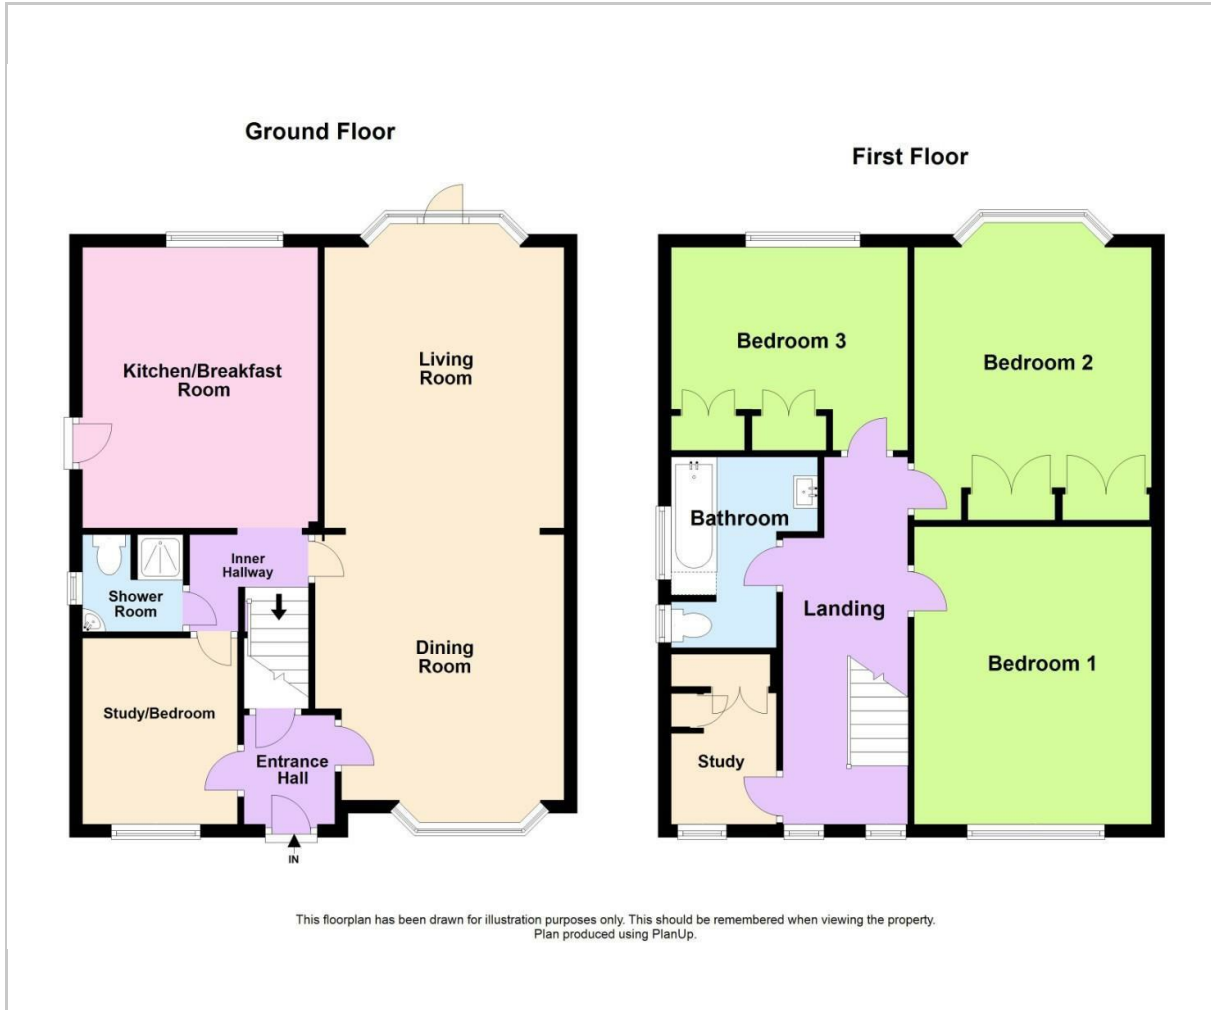 Ground Floor
Kitchen/Breakfast
Room
Living
Room
Inner
Hallway
Shower
Room
Dining
Room
Study/Bedroom
Entrance
Hall
IN
First Floor
Bedroom 3
Bedroom 2
Bathroom
Landing
Bedroom 1
Study
This floorplan has been drawn for illustration purposes only. This should be remembered when viewing the property.
Plan produced using PlanUp.